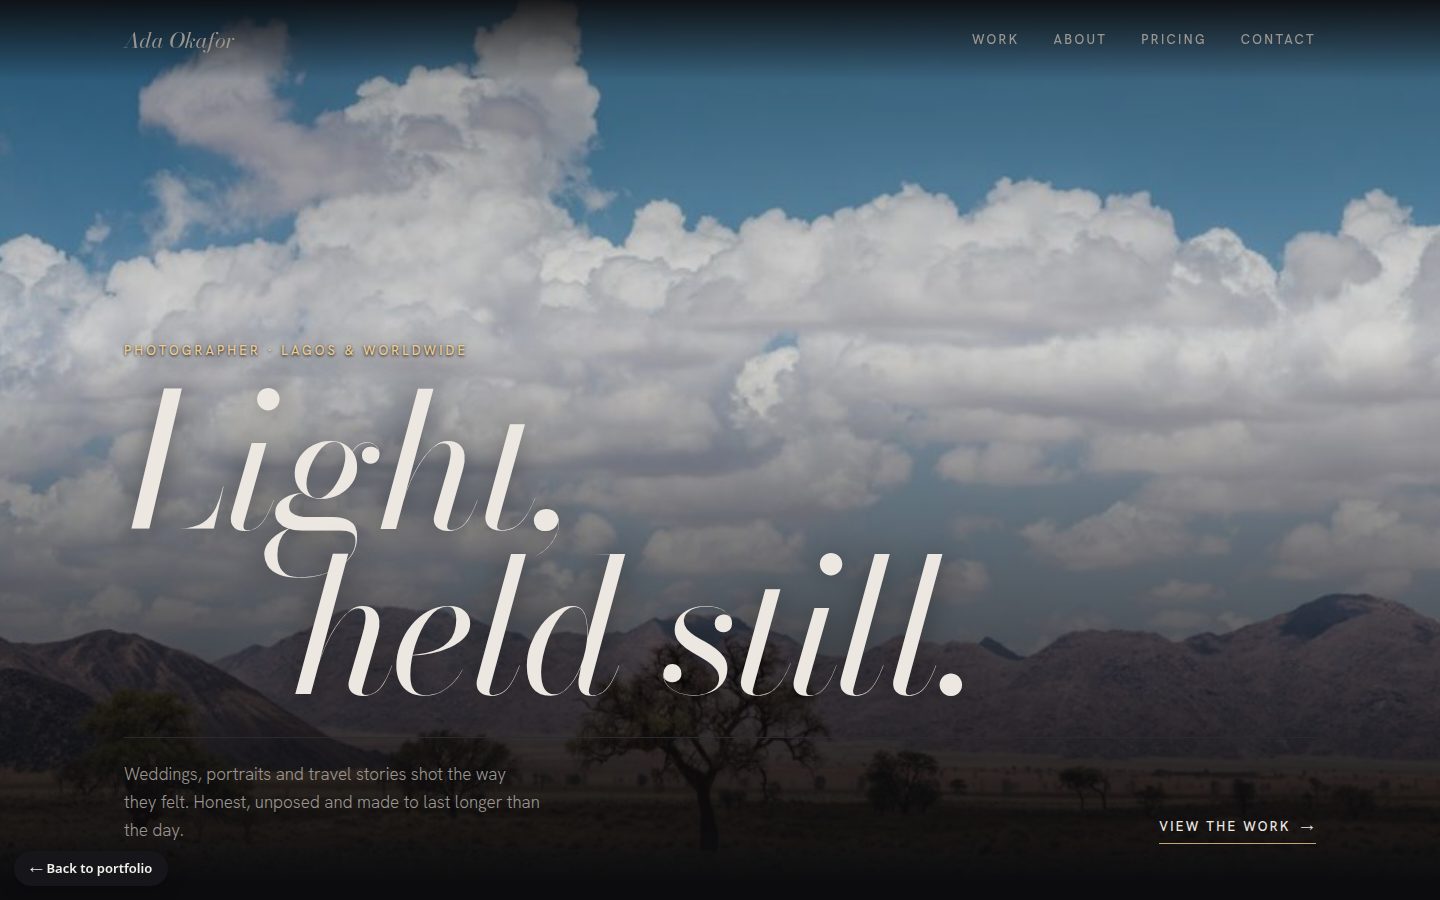 Ada Okafor
WORK ABOUT PRICING CONTACT
PHOTOGRAPHER · LAGOS & WORLDWIDE
Light,
held still.
Weddings, portraits and travel stories shot the way
they felt. Honest, unposed and made to last longer than
the day.
VIEW THE WORK →
← Back to portfolio